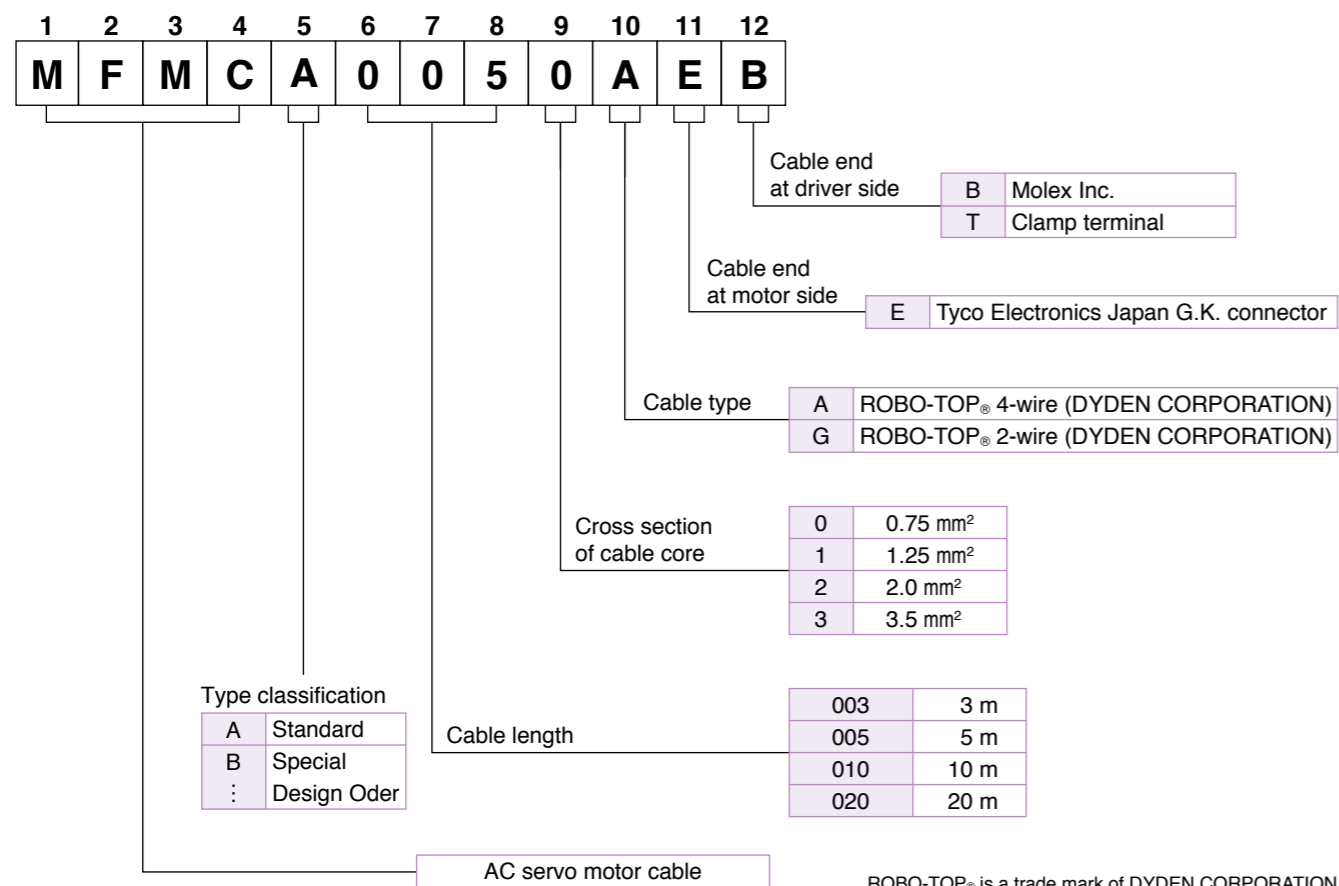 1 2 3 4 5 6 7 8 9 10 11 12
M F M C A 0 0 5 0 A E B
Cable end
at driver side
B Molex Inc.
T Clamp terminal
Cable end
at motor side
E Tyco Electronics Japan G.K. connector
Cable type
A ROBO-TOP® 4-wire (DYDEN CORPORATION)
G ROBO-TOP® 2-wire (DYDEN CORPORATION)
Cross section
of cable core
0 0.75 mm²
1 1.25 mm²
2 2.0 mm²
3 3.5 mm²
Type classification
A Standard
B Special
⋮ Design Oder
Cable length
003 3 m
005 5 m
010 10 m
020 20 m
AC servo motor cable
ROBO-TOP® is a trade mark of DYDEN CORPORATION